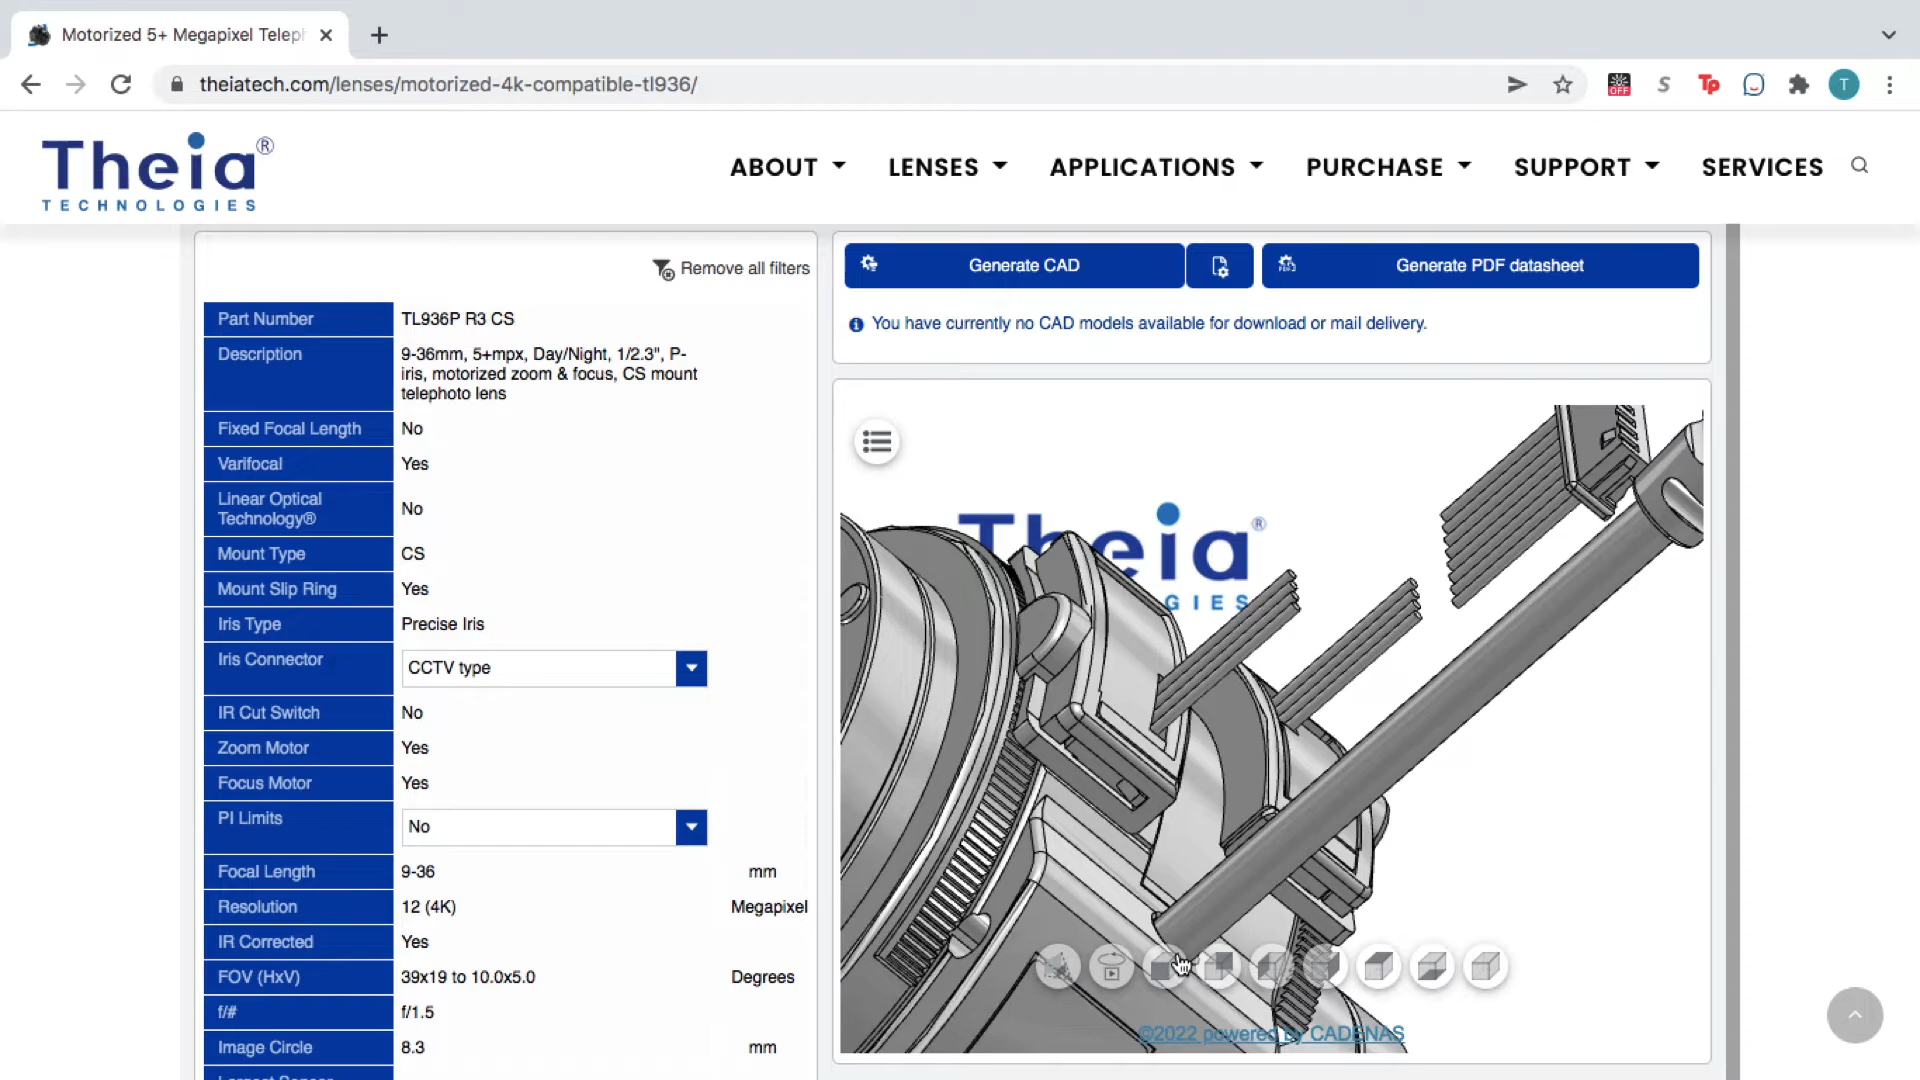 Motorized 5+ Megapixel Telep
theiatech.com/lenses/motorized-4k-compatible-tl936/
OFF
S
Tp
T
Theia®
TECHNOLOGIES
ABOUT
LENSES
APPLICATIONS
PURCHASE
SUPPORT
SERVICES
Remove all filters
Part Number TL936P R3 CS
Description 9-36mm, 5+mpx, Day/Night, 1/2.3", P-
iris, motorized zoom & focus, CS mount
telephoto lens
Fixed Focal Length No
Varifocal Yes
Linear Optical
Technology® No
Mount Type CS
Mount Slip Ring Yes
Iris Type Precise Iris
Iris Connector CCTV type
IR Cut Switch No
Zoom Motor Yes
Focus Motor Yes
PI Limits No
Focal Length 9-36 mm
Resolution 12 (4K) Megapixel
IR Corrected Yes
FOV (HxV) 39x19 to 10.0x5.0 Degrees
f/# f/1.5
Image Circle 8.3 mm
Generate CAD
Generate PDF datasheet
You have currently no CAD models available for download or mail delivery.
Theia®
GIES
©2022 powered by CADENAS